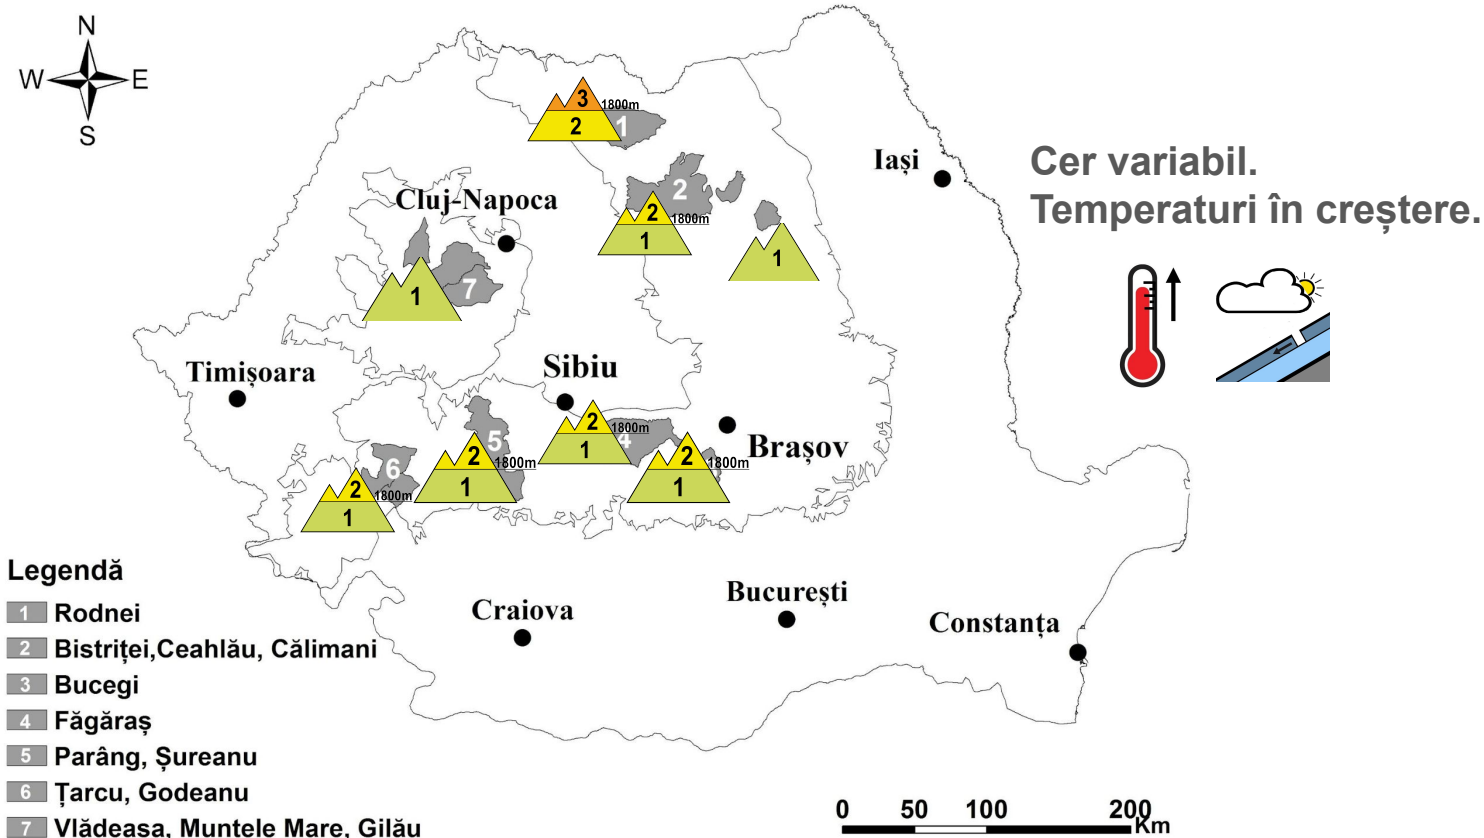 N
W E
S
3
1800m
2
1
Iași
Cer variabil.
Temperaturi în creștere.
2
2
1800m
1
Cluj-Napoca
1
1
7
Timișoara
Sibiu
Brașov
5
2
1800m
1
2
1800m
4
1
2
1800m
1
6
2
1800m
1
Legendă
1 Rodnei
2 Bistriței,Ceahlău, Călimani
3 Bucegi
4 Făgăraș
5 Parâng, Șureanu
6 Țarcu, Godeanu
7 Vlădeasa, Muntele Mare, Gilău
Craiova
București
Constanța
0 50 100 200
Km